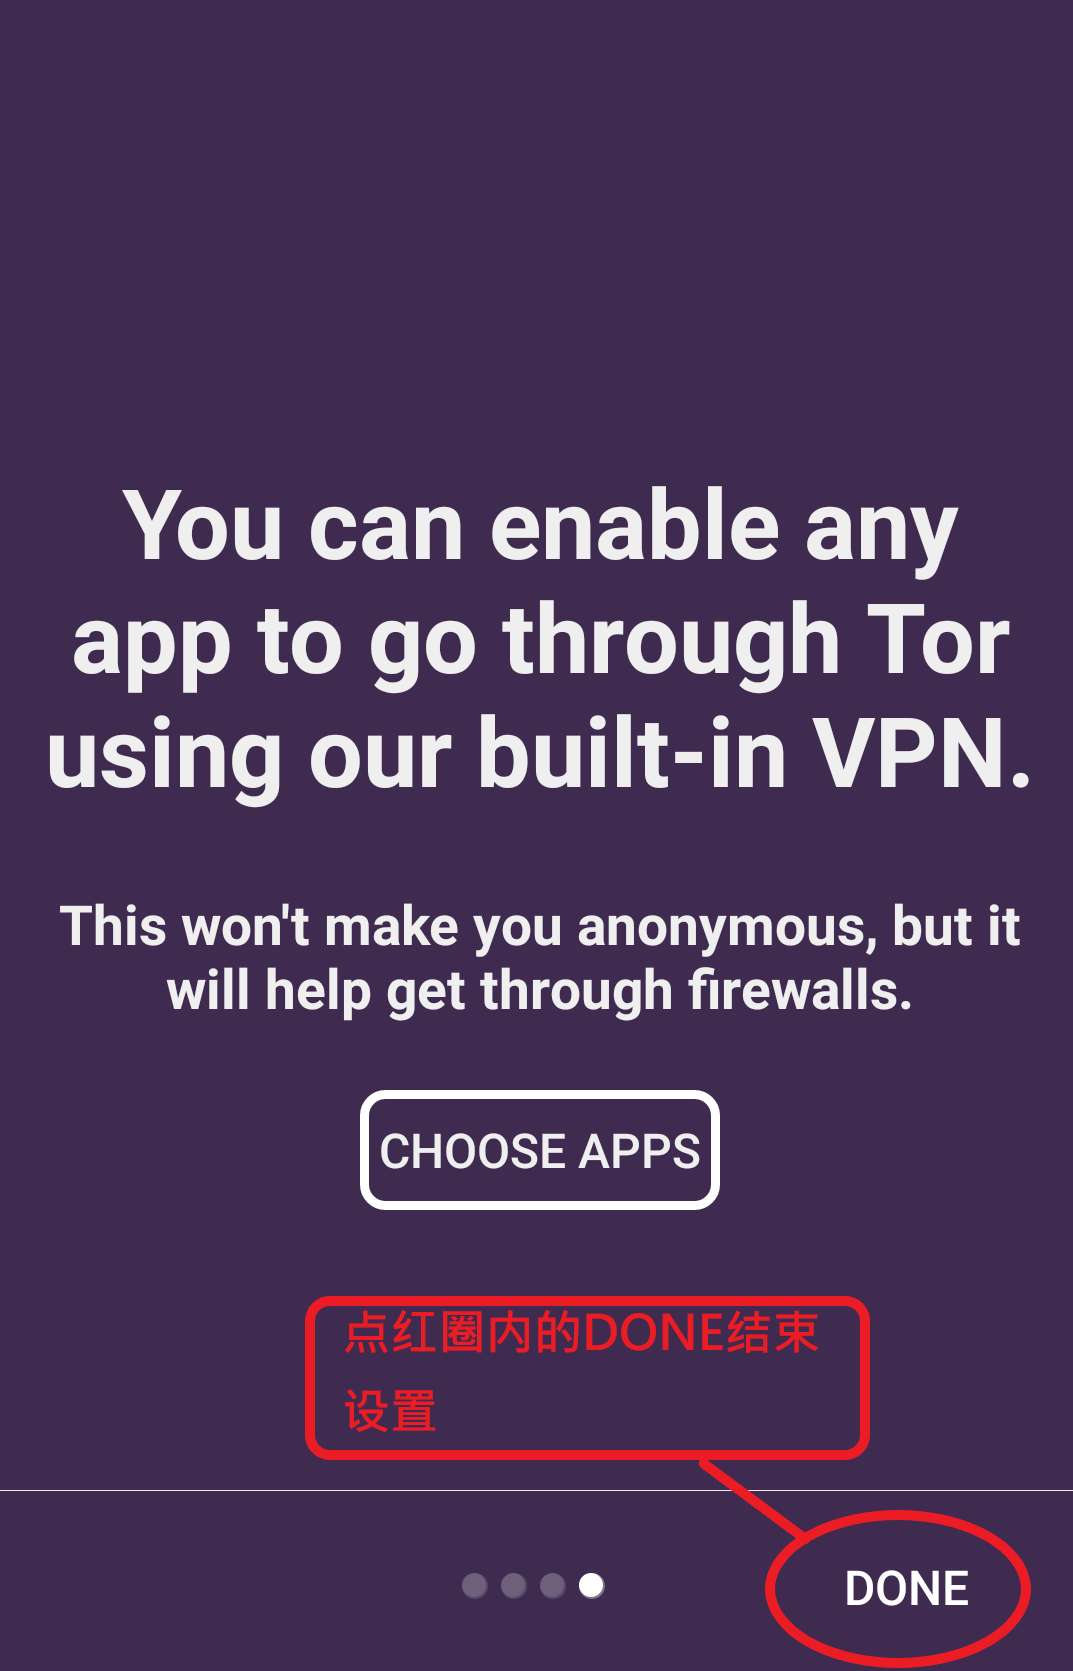 You can enable any
app to go through Tor
using our built-in VPN.
This won't make you anonymous, but it
will help get through firewalls.
CHOOSE APPS
点红圈内的DONE结束
设置
DONE